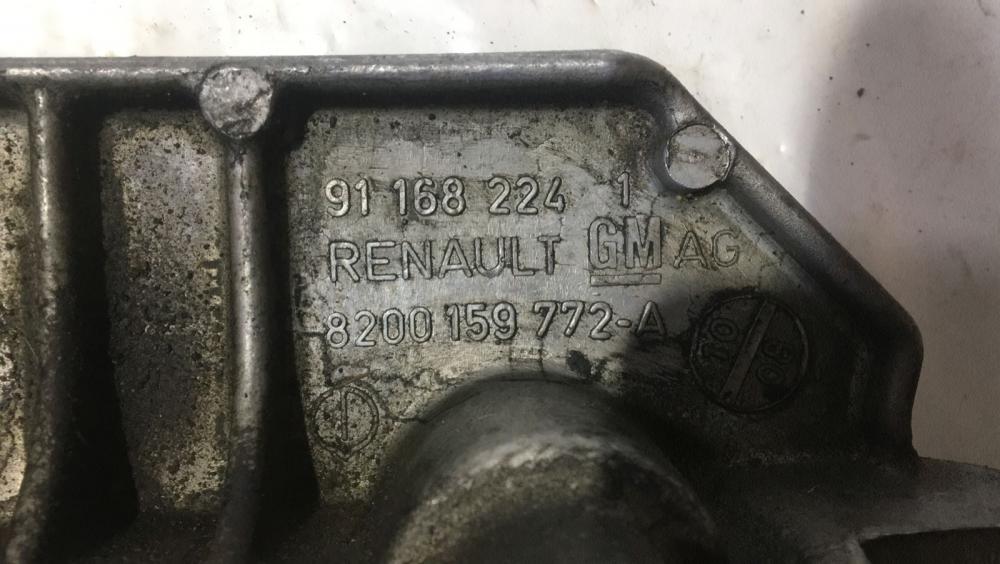 91 168 224 1
RENAULT GM AG
8200 159 772-A